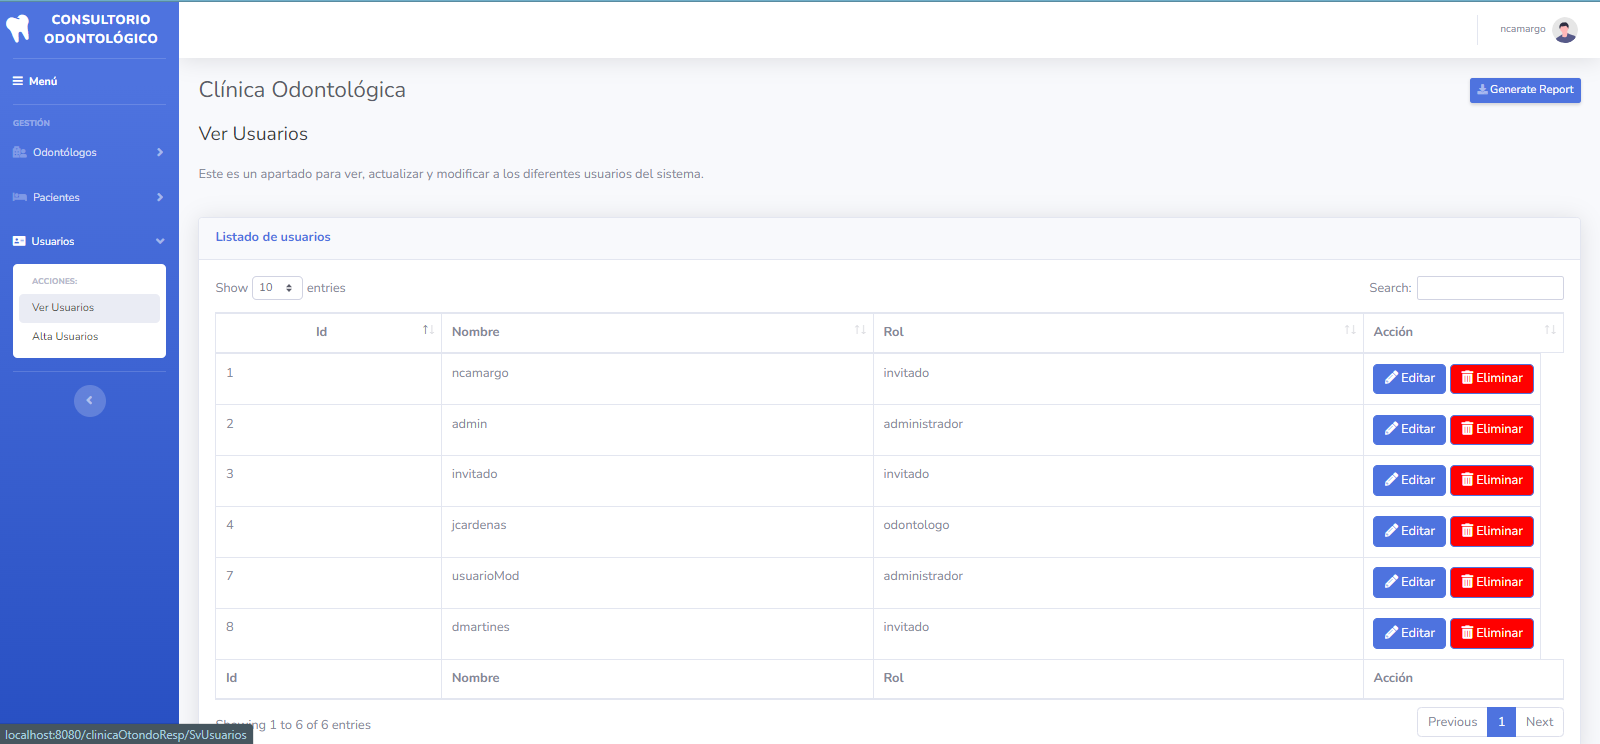 CONSULTORIO
ODONTOLÓGICO
ncamargo
Menú
Clínica Odontológica
Generate Report
GESTIÓN
Ver Usuarios
Odontólogos
Este es un apartado para ver, actualizar y modificar a los diferentes usuarios del sistema.
Pacientes
Usuarios
Listado de usuarios
ACCIONES:
Ver Usuarios
Alta Usuarios
Show 10 entries
Search:
Id Nombre Rol Acción
1 ncamargo invitado Editar Eliminar
2 admin administrador Editar Eliminar
3 invitado invitado Editar Eliminar
4 jcardenas odontologo Editar Eliminar
7 usuarioMod administrador Editar Eliminar
8 dmartines invitado Editar Eliminar
Id Nombre Rol Acción
Showing 1 to 6 of 6 entries
Previous 1 Next
localhost:8080/clinicaOtondoResp/SvUsuarios